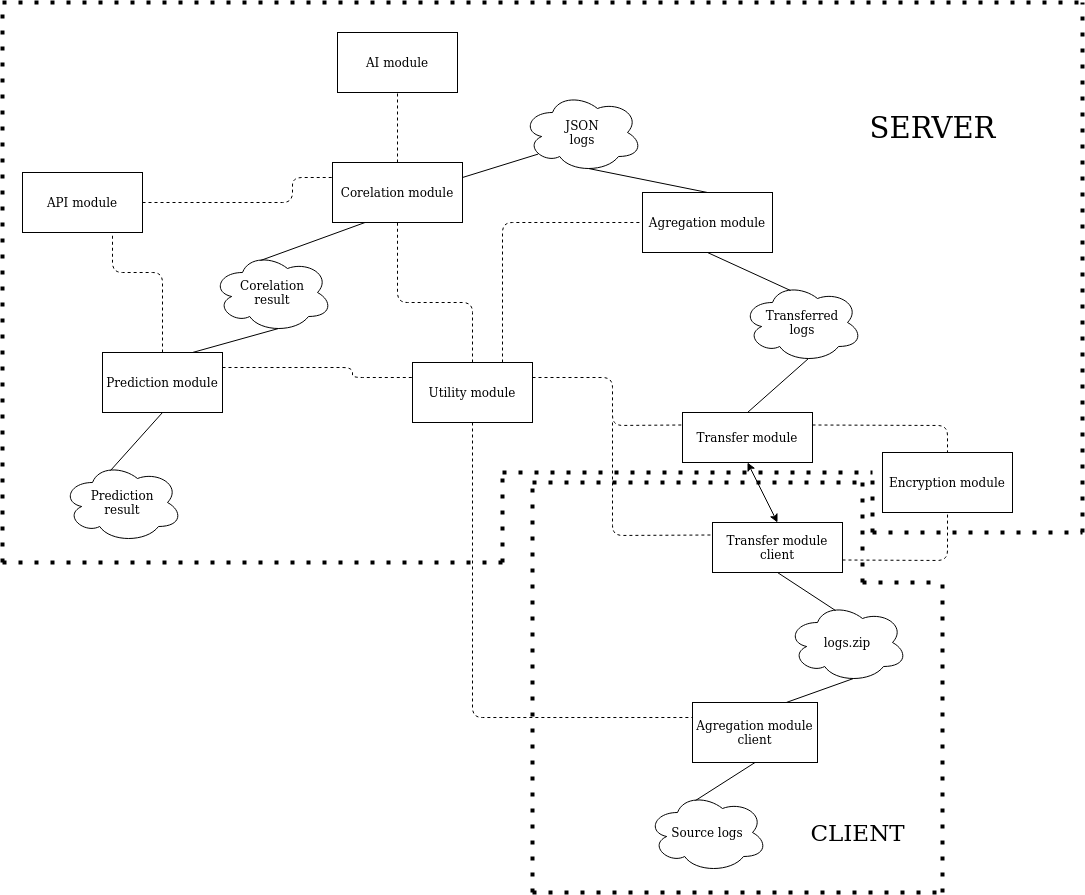 AI module
JSON
logs
SERVER
API module
Corelation module
Agregation module
Corelation
result
Transferred
logs
Prediction module
Utility module
Transfer module
Prediction
result
Encryption module
Transfer module
client
logs.zip
Agregation module
client
Source logs
CLIENT